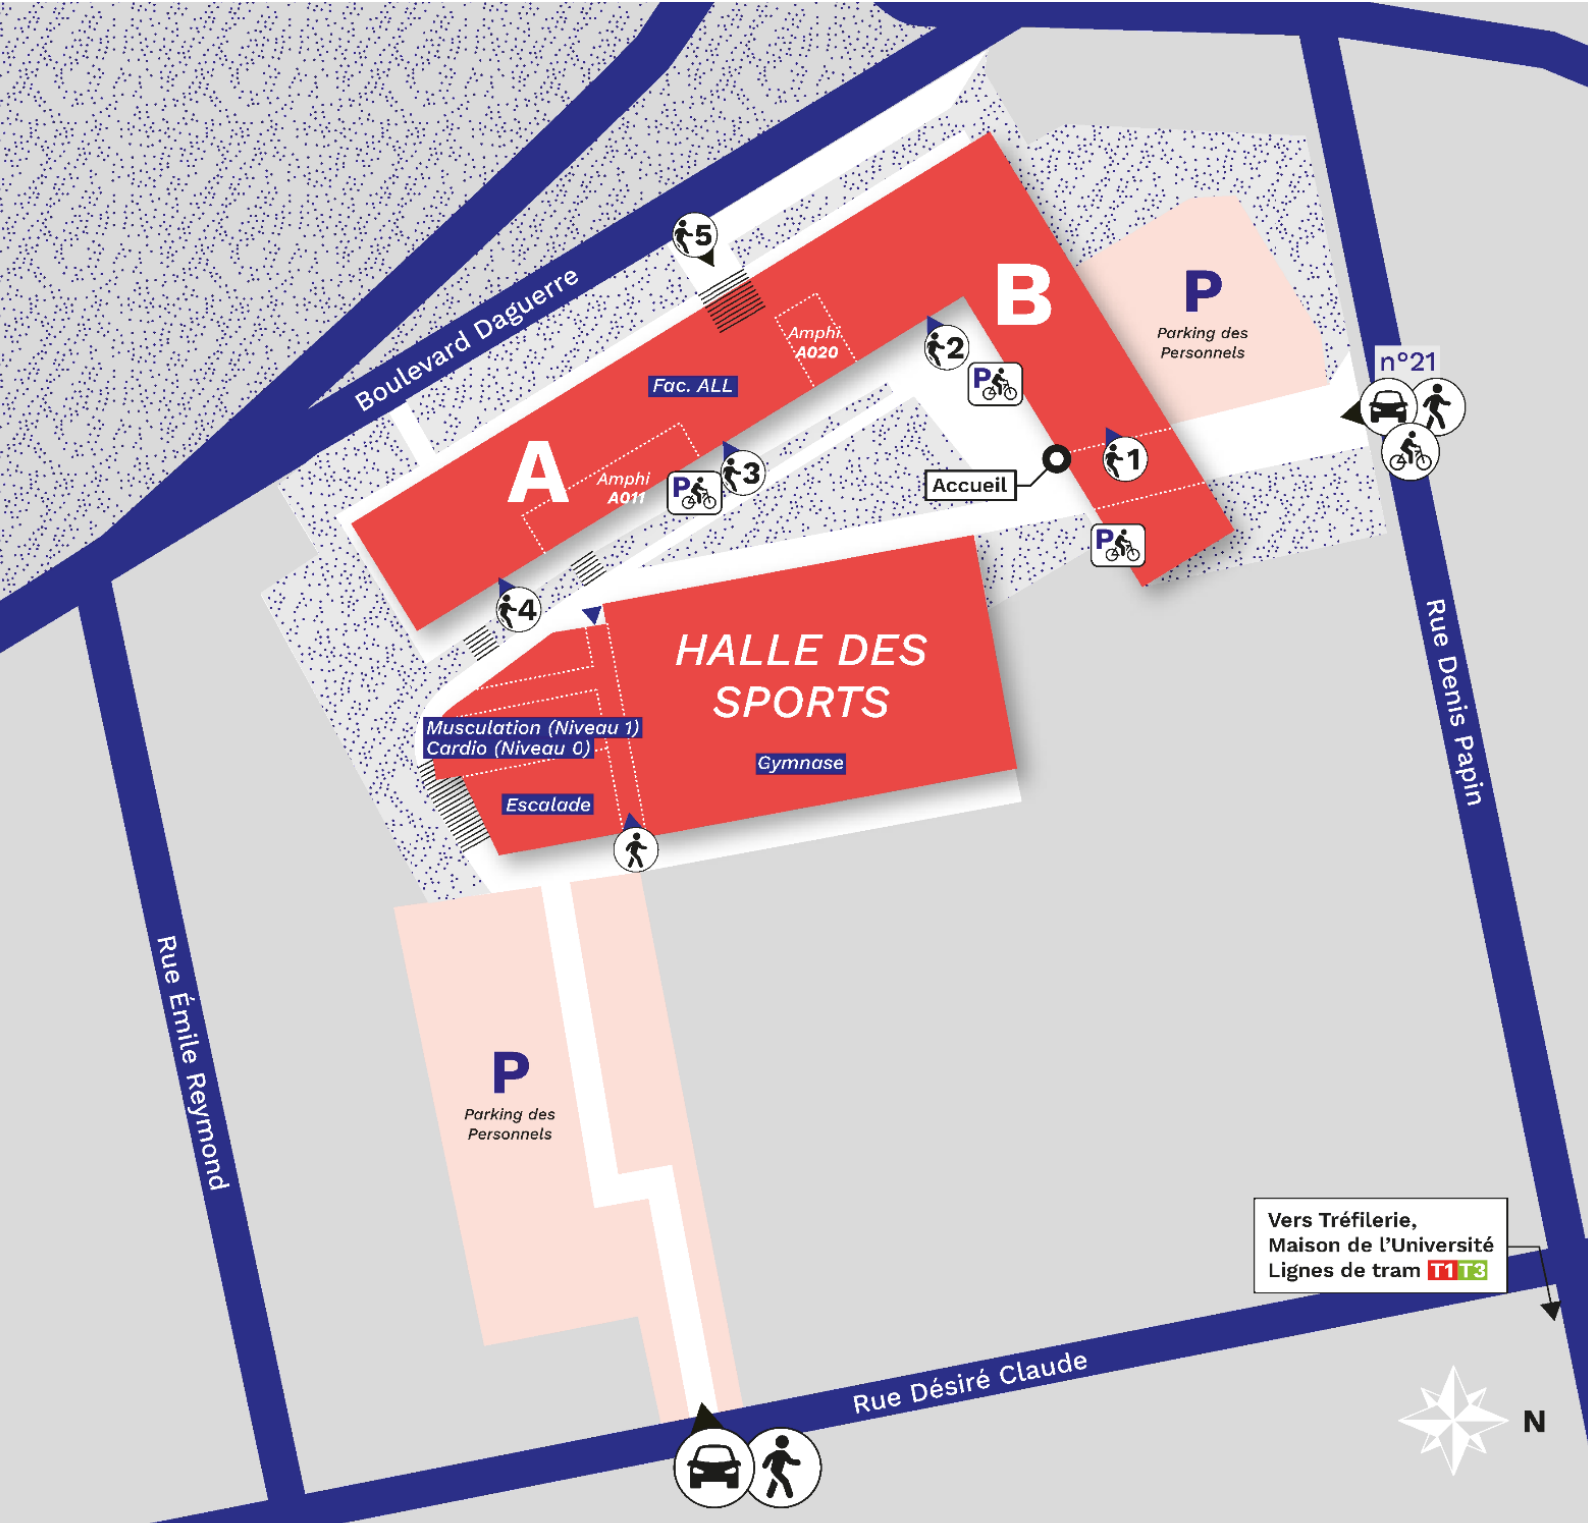 Boulevard Daguerre
5
B
P
Parking des
Personnels
Amphi
A020
2
P
n°21
Fac. ALL
A
Amphi
A011
P
3
1
Accueil
P
4
HALLE DES
SPORTS
Musculation (Niveau 1)
Cardio (Niveau 0)
Gymnase
Escalade
Rue Denis Papin
Rue Émile Reymond
P
Parking des
Personnels
Vers Tréfilerie,
Maison de l'Université
Lignes de tram T1 T3
Rue Désiré Claude
N